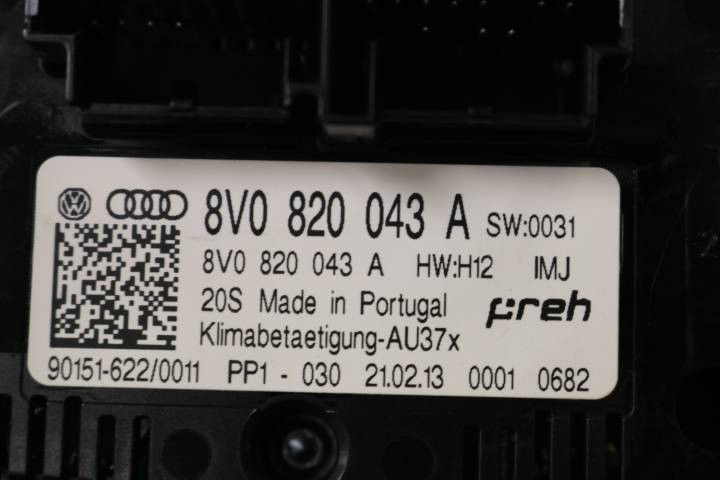 8V0 820 043 A SW:0031
8V0 820 043 A HW:H12 IMJ
20S Made in Portugal preh
Klimabetaetigung-AU37x
90151-622/0011 PP1 - 030 21.02.13 0001 0682